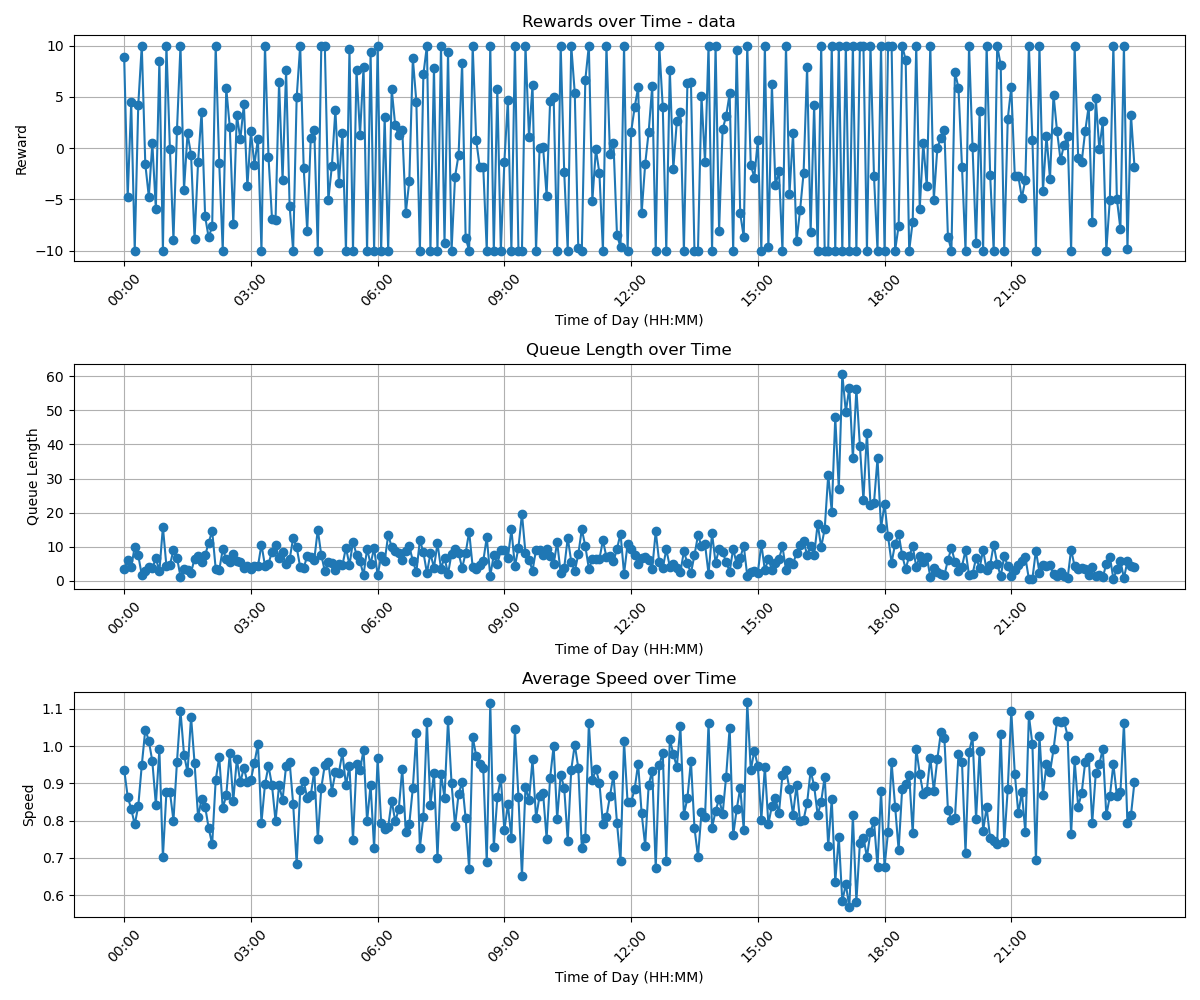 Rewards over Time - data
10
5
0
−5
−10
Reward
00:00 03:00 06:00 09:00 12:00 15:00 18:00 21:00
Time of Day (HH:MM)
Queue Length over Time
60
50
40
30
20
10
0
Queue Length
00:00 03:00 06:00 09:00 12:00 15:00 18:00 21:00
Time of Day (HH:MM)
Average Speed over Time
1.1
1.0
0.9
0.8
0.7
0.6
Speed
00:00 03:00 06:00 09:00 12:00 15:00 18:00 21:00
Time of Day (HH:MM)